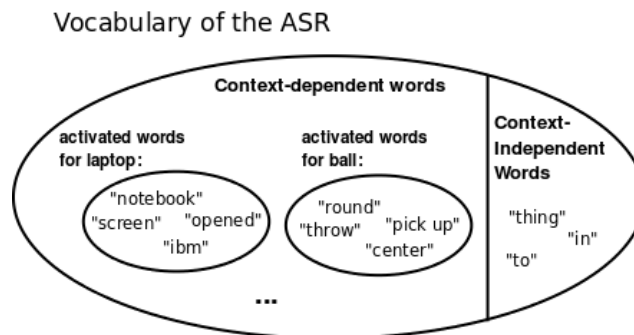 Vocabulary of the ASR
Context-dependent words
activated words
for laptop:
"notebook"
"screen" "opened"
"ibm"
activated words
for ball:
"round"
"throw" "pick up"
"center"
...
Context-
Independent
Words
"thing"
"in"
"to"